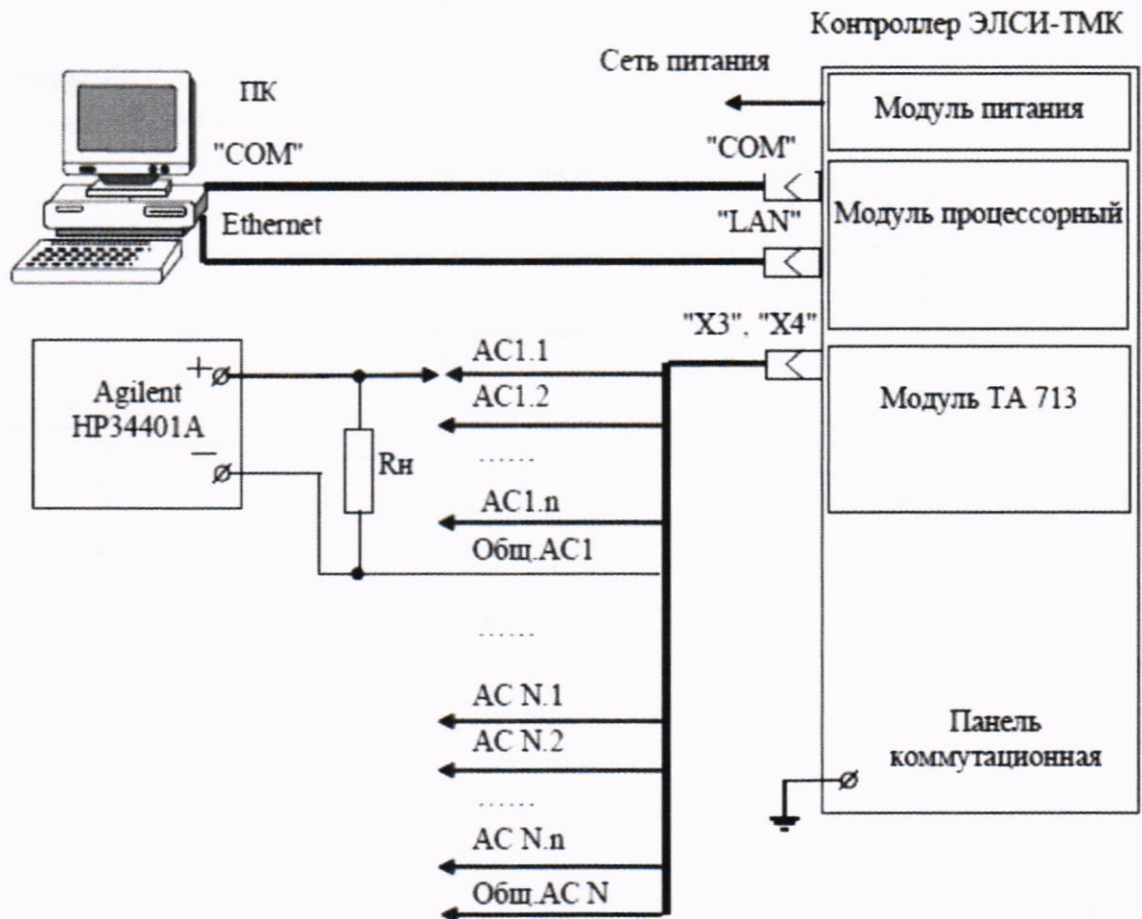 Контроллер ЭЛСИ-ТМК
Сеть питания
ПК
Модуль питания
"COM"
"COM"
Модуль процессорный
Ethernet
"LAN"
"X3", "X4"
AC1.1
Agilent
HP34401A
+
−
AC1.2
Модуль ТА 713
Rн
......
AC1.n
Общ.AC1
......
AC N.1
AC N.2
Панель
коммутационная
......
AC N.n
Общ.AC N